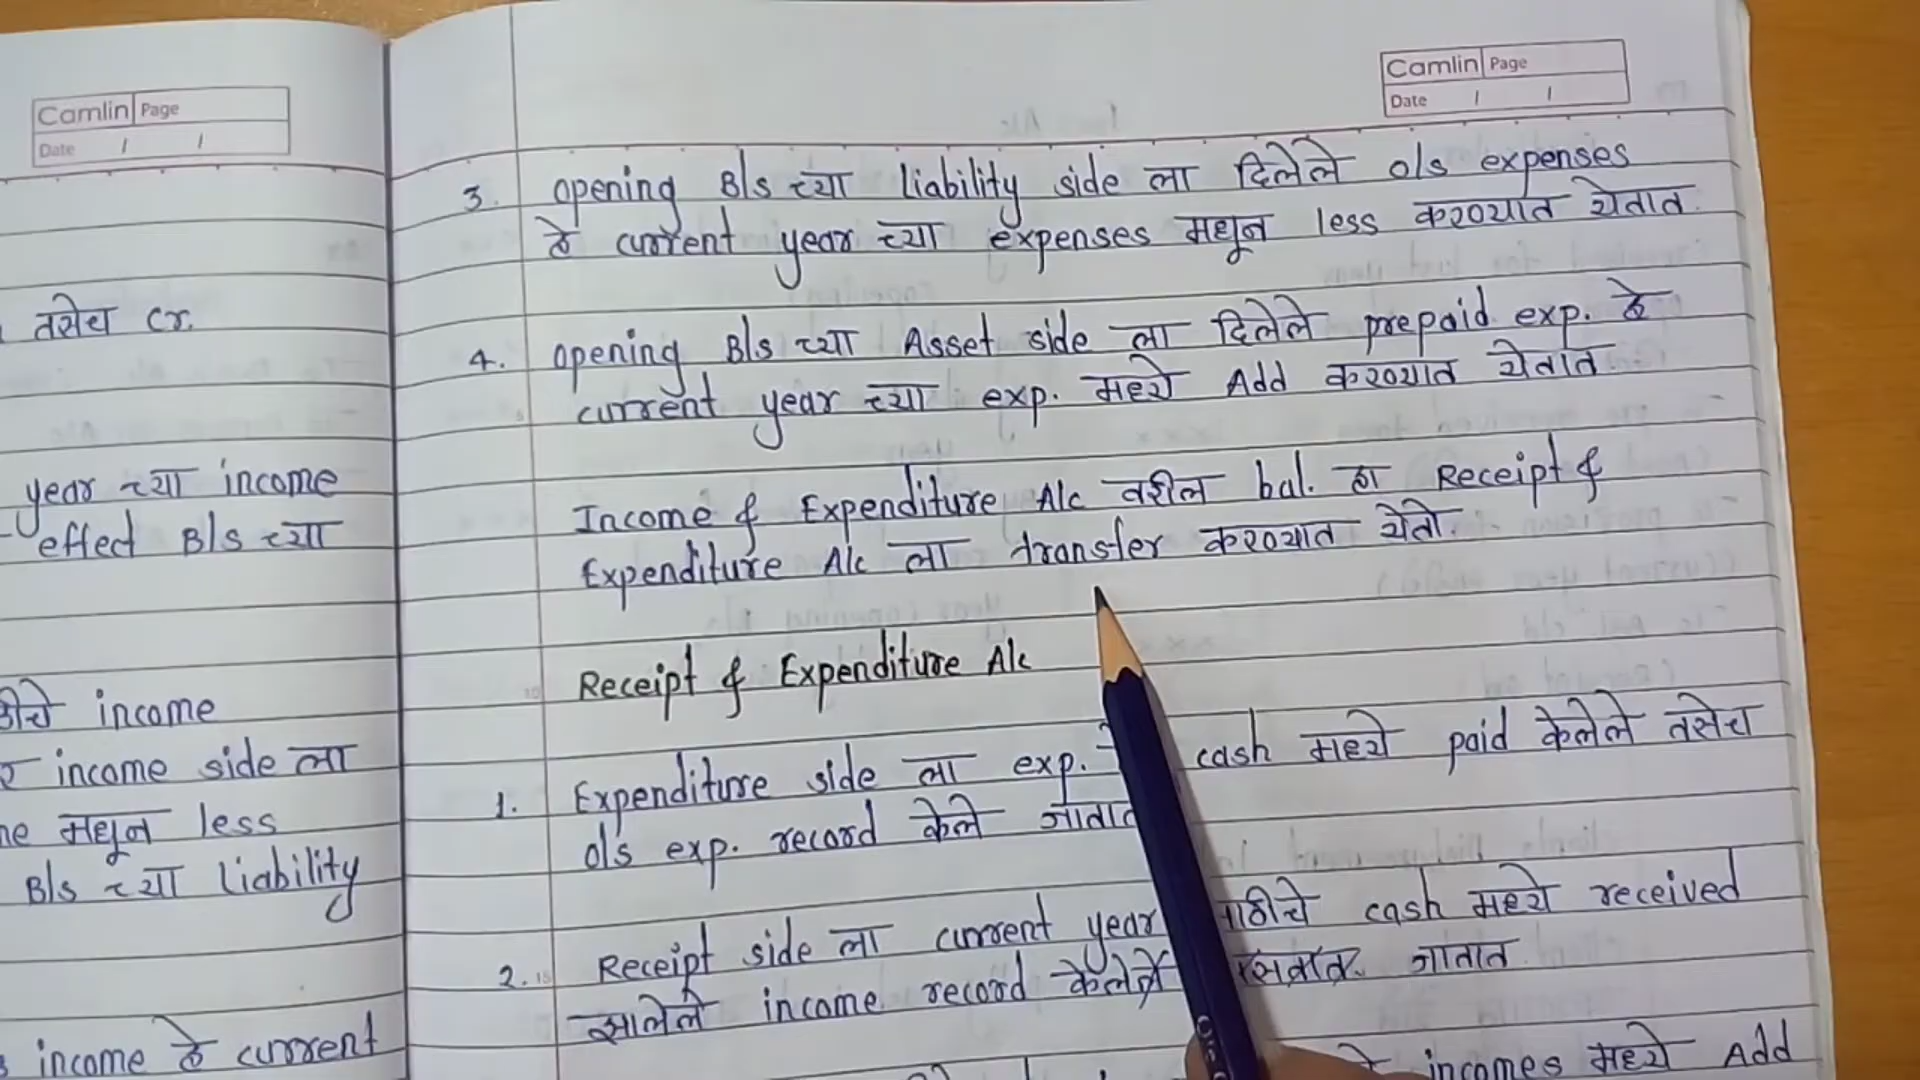 Camlin Page
Date / /
तसेच cr.
year च्या income
effect B/s च्या
income
income side ला
मधून less
B/s च्या Liability
income हे current
Camlin Page
Date / /
3. opening B/s च्या liability side ला दिलेले o/s expenses
हे current year च्या expenses मधून less करण्यात येतात.
4. opening B/s च्या Asset side ला दिलेले prepaid exp. हे
current year च्या exp. मध्ये Add करण्यात येतात.
Income & Expenditure A/c वरील bal. हा Receipt &
Expenditure A/c ला transfer करण्यात येतो.
Receipt & Expenditure A/c
1. Expenditure side ला exp. cash मध्ये paid केलेले तसेच
o/s exp. record केले जातात
2. Receipt side ला current year cash मध्ये received
झालेले income record केलेले जातात.
incomes मध्ये Add